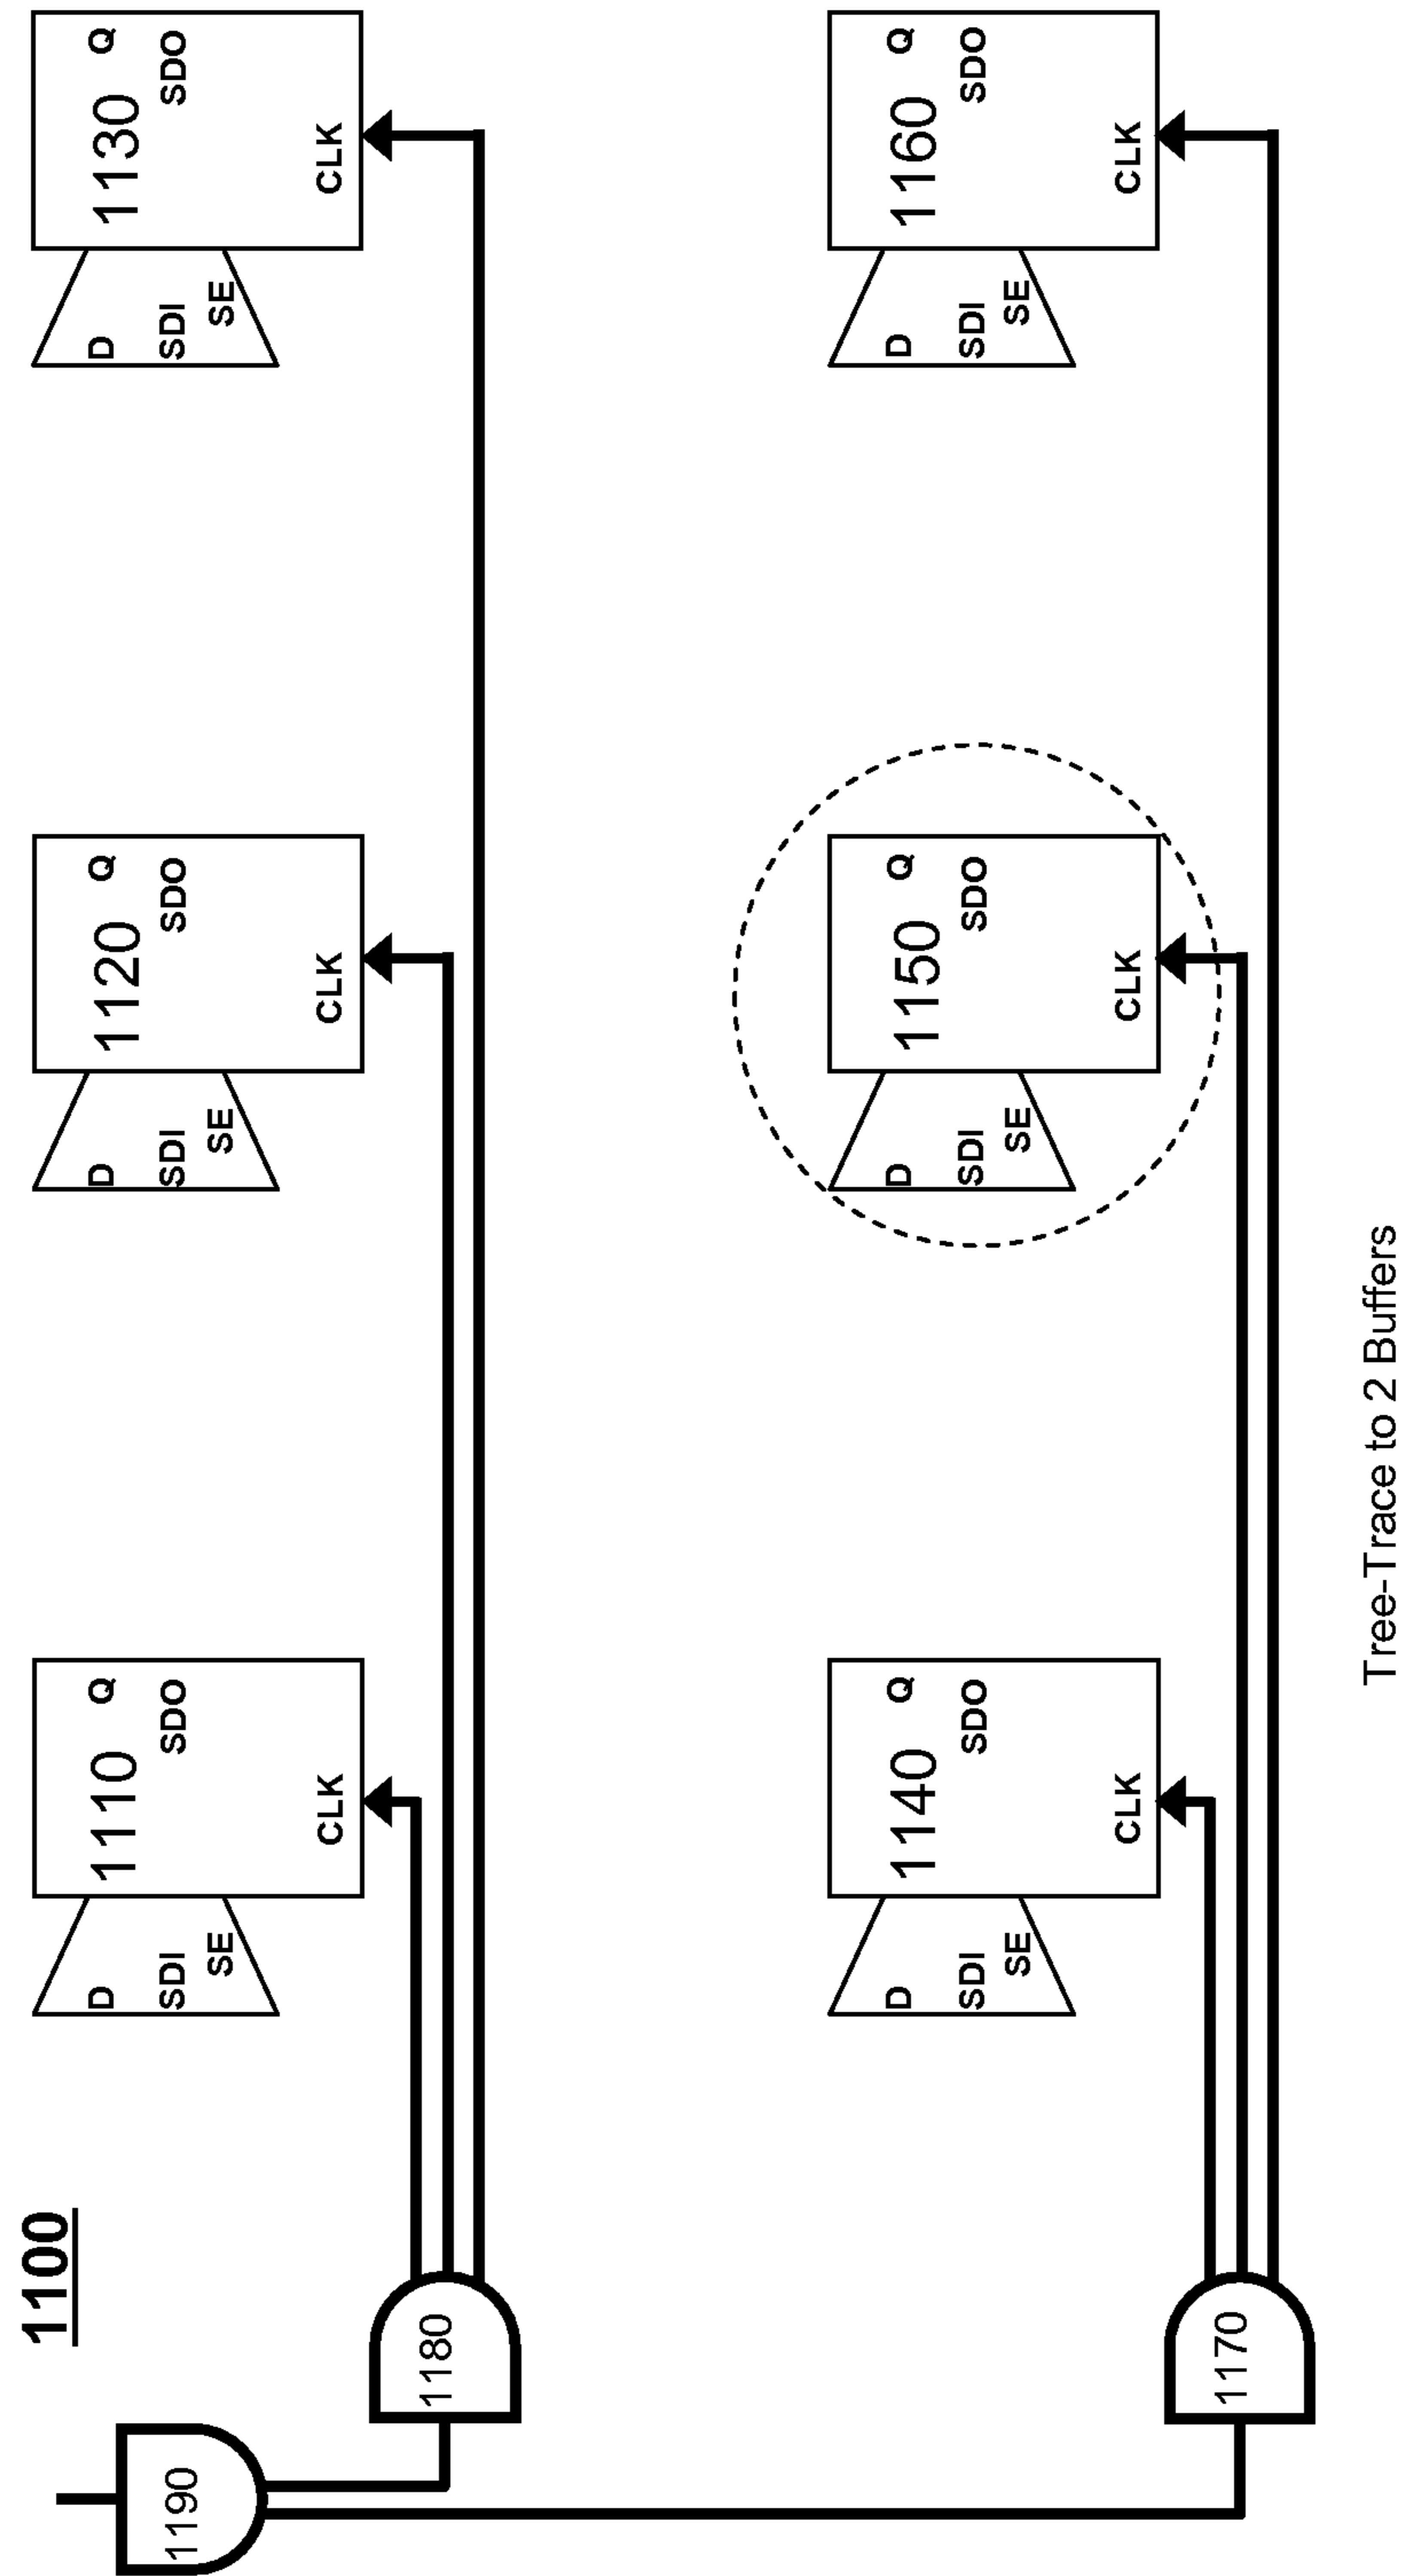 1100
1190
D
SDI
SE
1110
Q
SDO
CLK
D
SDI
SE
1120
Q
SDO
CLK
D
SDI
SE
1130
Q
SDO
CLK
1180
D
SDI
SE
1140
Q
SDO
CLK
D
SDI
SE
1150
Q
SDO
CLK
D
SDI
SE
1160
Q
SDO
CLK
1170
Tree-Trace to 2 Buffers